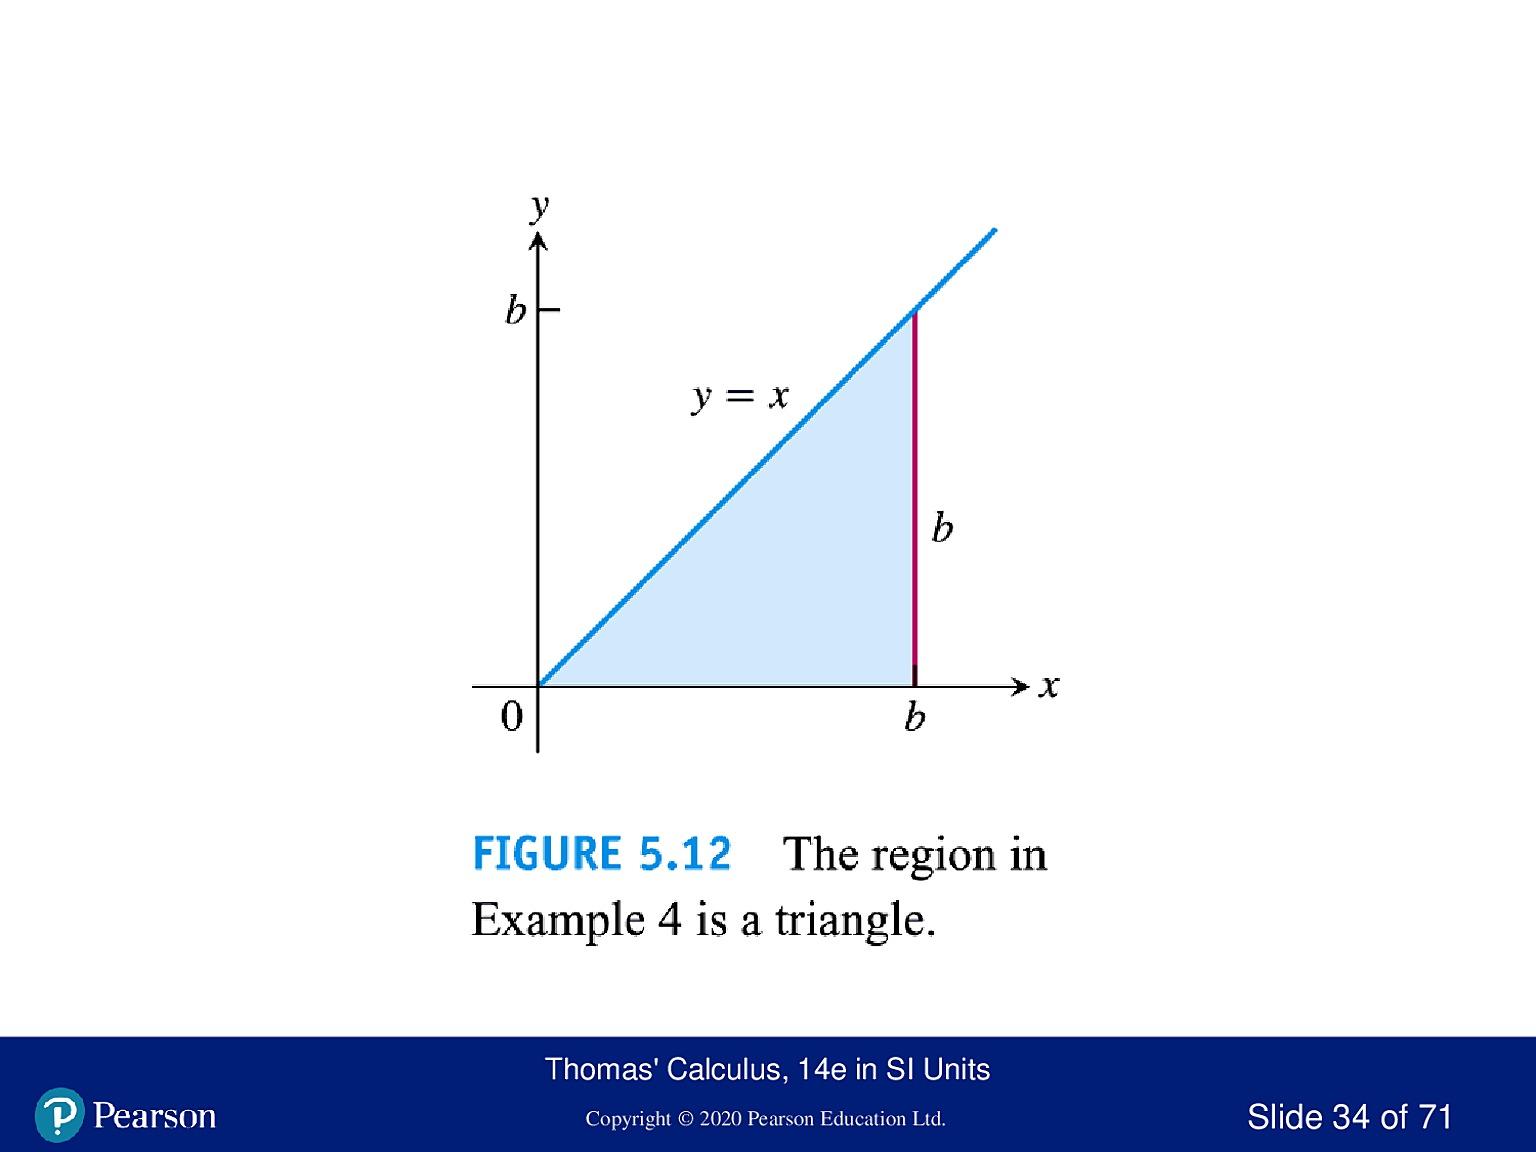 y
b
y = x
b
x
0
b
FIGURE 5.12 The region in
Example 4 is a triangle.
Thomas' Calculus, 14e in SI Units
Pearson
Copyright © 2020 Pearson Education Ltd.
Slide 34 of 71